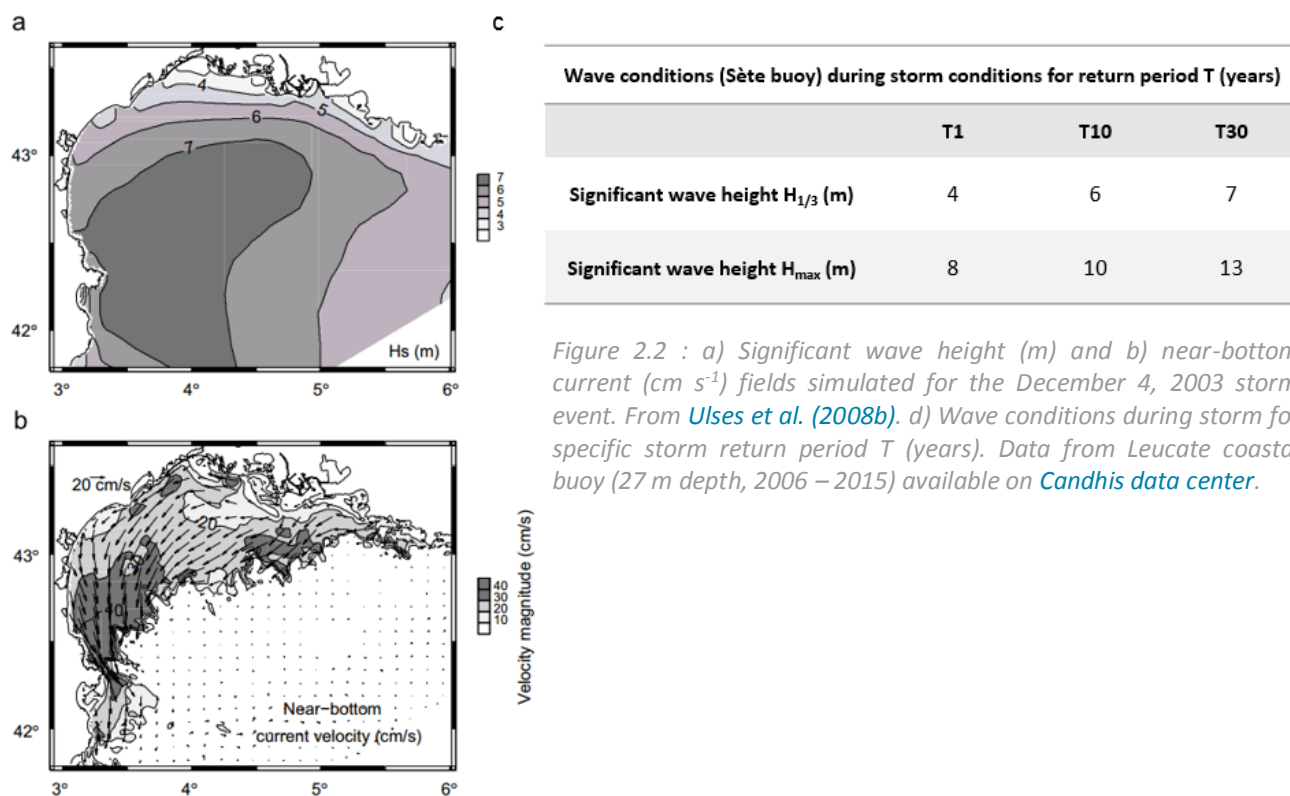 a
4
5
6
7
43°
42°
7
6
5
4
3
Hs (m)
3° 4° 5° 6°
b
20 cm/s
20
43°
40
42°
40
30
20
10
Velocity magnitude (cm/s)
Near-bottom
current velocity (cm/s)
3° 4° 5° 6°
c
Wave conditions (Sète buoy) during storm conditions for return period T (years)
T1 T10 T30
Significant wave height H1/3 (m) 4 6 7
Significant wave height Hmax (m) 8 10 13
Figure 2.2 : a) Significant wave height (m) and b) near-bottom
current (cm s-1) fields simulated for the December 4, 2003 storm
event. From Ulses et al. (2008b). d) Wave conditions during storm fo
specific storm return period T (years). Data from Leucate coasta
buoy (27 m depth, 2006 – 2015) available on Candhis data center.